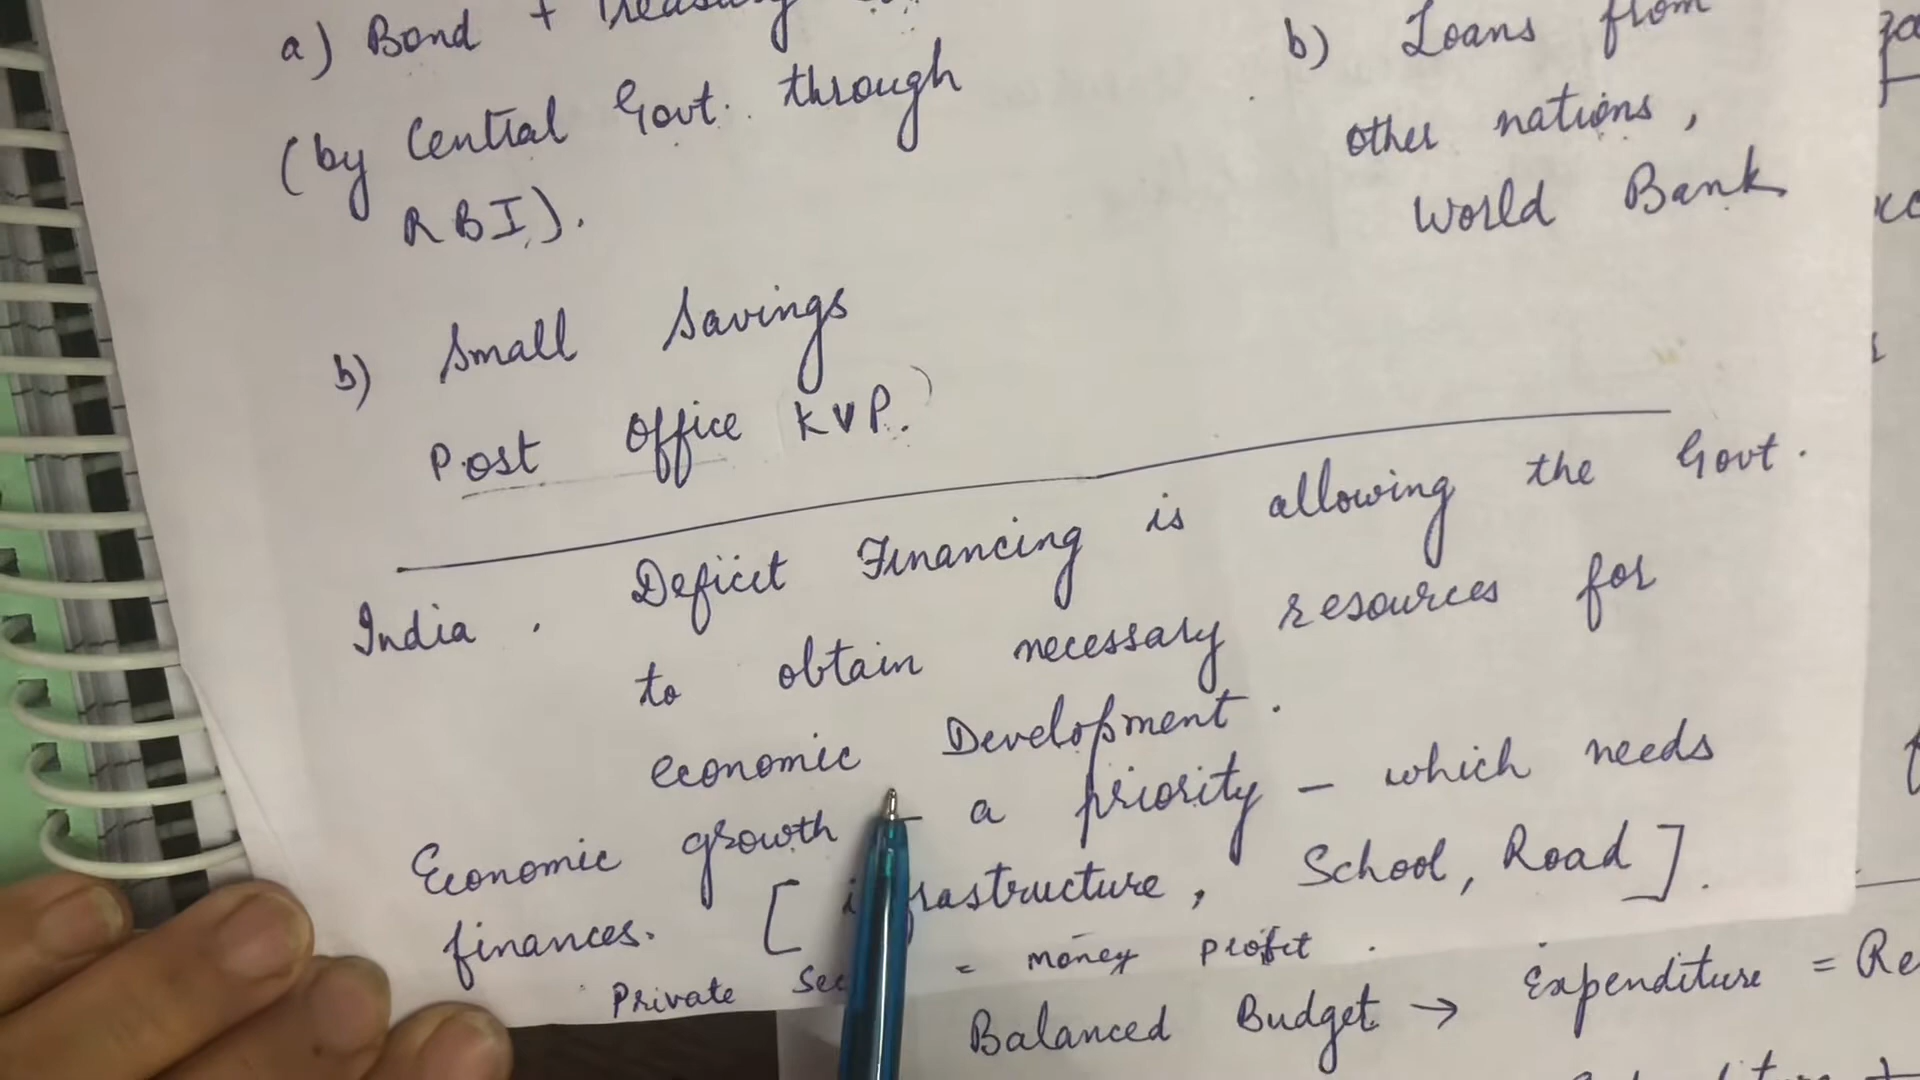 a) Bond + Treasury
(by Central Govt. through
RBI).
b) Small Savings
Post Office KVP.
b) Loans from
other nations,
World Bank
India. Deficit Financing is allowing the Govt.
to obtain necessary resources for
economic Development.
Economic growth – a priority – which needs
finances. [infrastructure, School, Road].
Private = money profit
Balanced Budget → Expenditure =